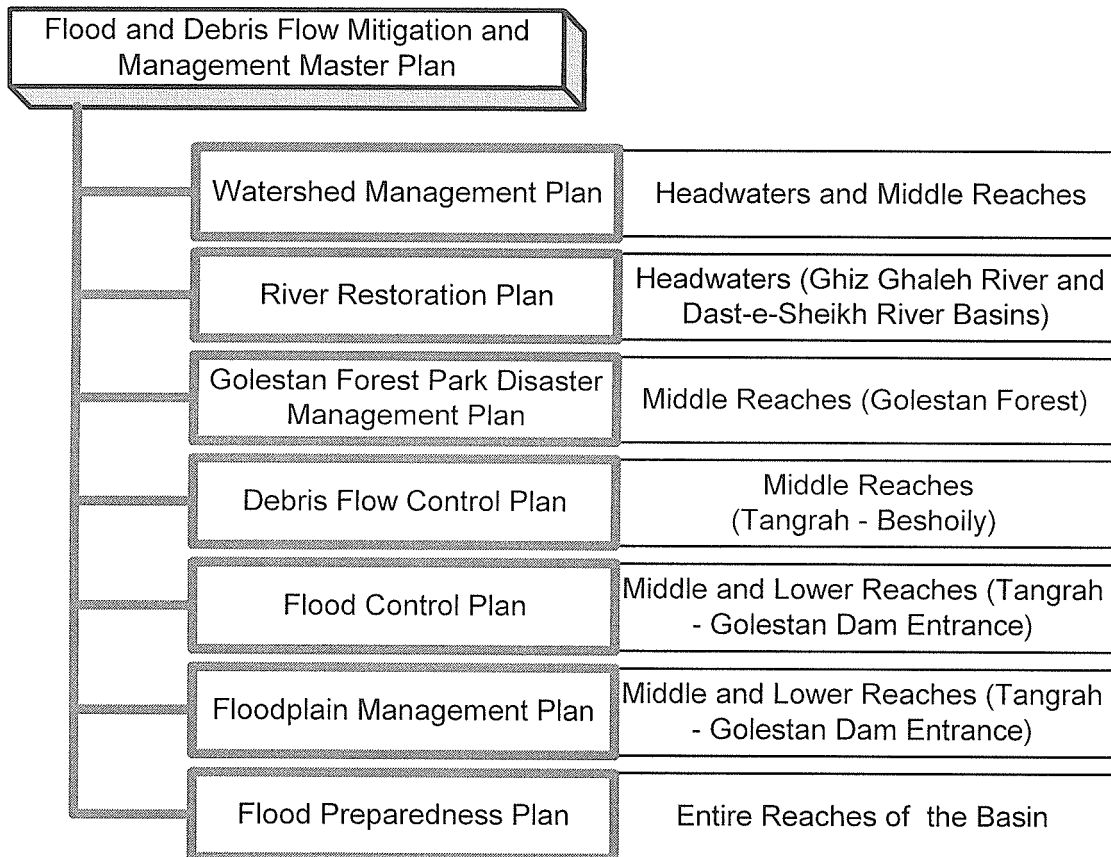 Flood and Debris Flow Mitigation and
Management Master Plan
Watershed Management Plan
Headwaters and Middle Reaches
River Restoration Plan
Headwaters (Ghiz Ghaleh River and
Dast-e-Sheikh River Basins)
Golestan Forest Park Disaster
Management Plan
Middle Reaches (Golestan Forest)
Debris Flow Control Plan
Middle Reaches
(Tangrah - Beshoily)
Flood Control Plan
Middle and Lower Reaches (Tangrah
- Golestan Dam Entrance)
Floodplain Management Plan
Middle and Lower Reaches (Tangrah
- Golestan Dam Entrance)
Flood Preparedness Plan
Entire Reaches of the Basin